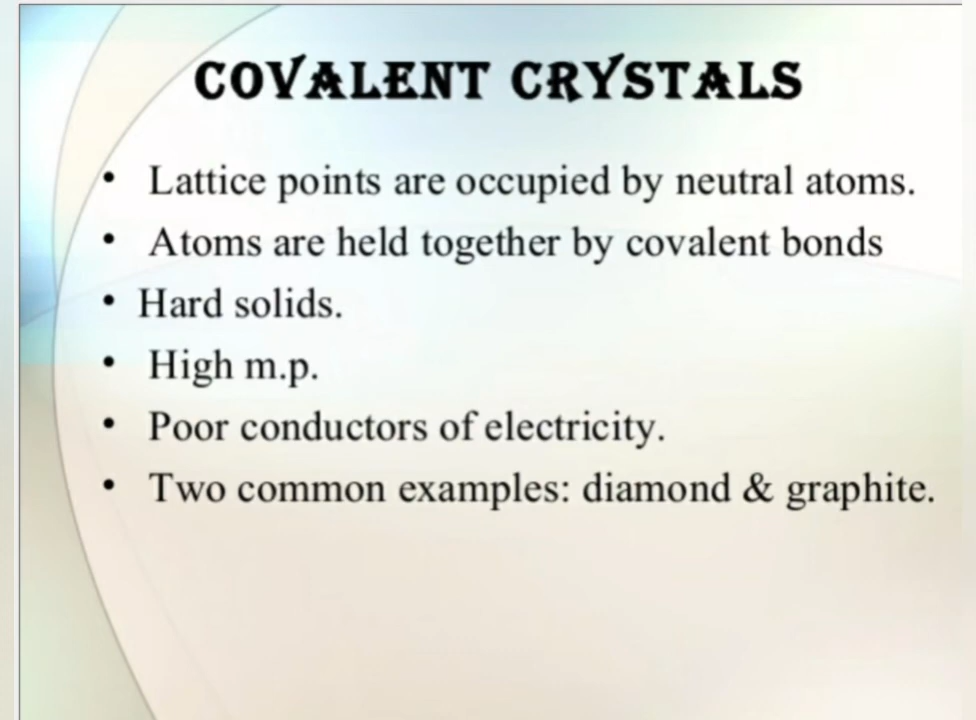 COVALENT CRYSTALS
• Lattice points are occupied by neutral atoms.
• Atoms are held together by covalent bonds
• Hard solids.
• High m.p.
• Poor conductors of electricity.
• Two common examples: diamond & graphite.